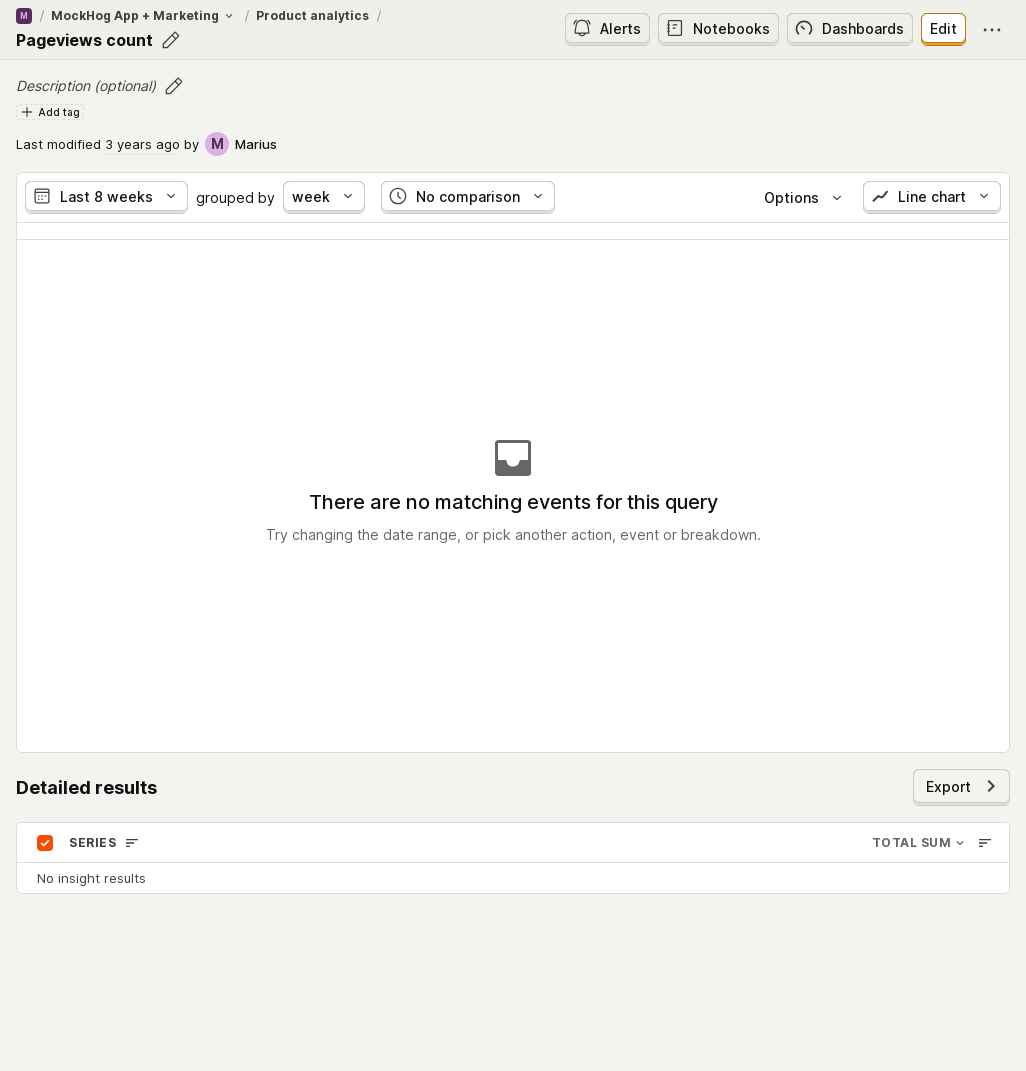 M / MockHog App + Marketing / Product analytics /
Pageviews count
Alerts Notebooks Dashboards Edit
Description (optional)
Add tag
Last modified 3 years ago by M Marius
Last 8 weeks grouped by week No comparison Options Line chart
There are no matching events for this query
Try changing the date range, or pick another action, event or breakdown.
Detailed results Export
SERIES TOTAL SUM
No insight results